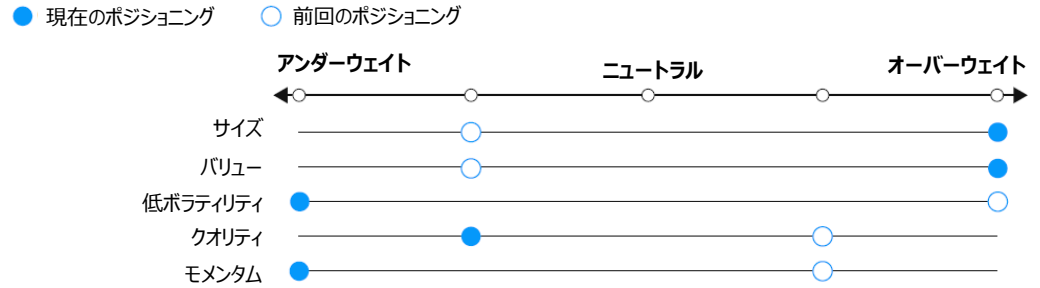 現在のポジショニング 前回のポジショニング
アンダーウェイト ニュートラル オーバーウェイト
サイズ
バリュー
低ボラティリティ
クオリティ
モメンタム